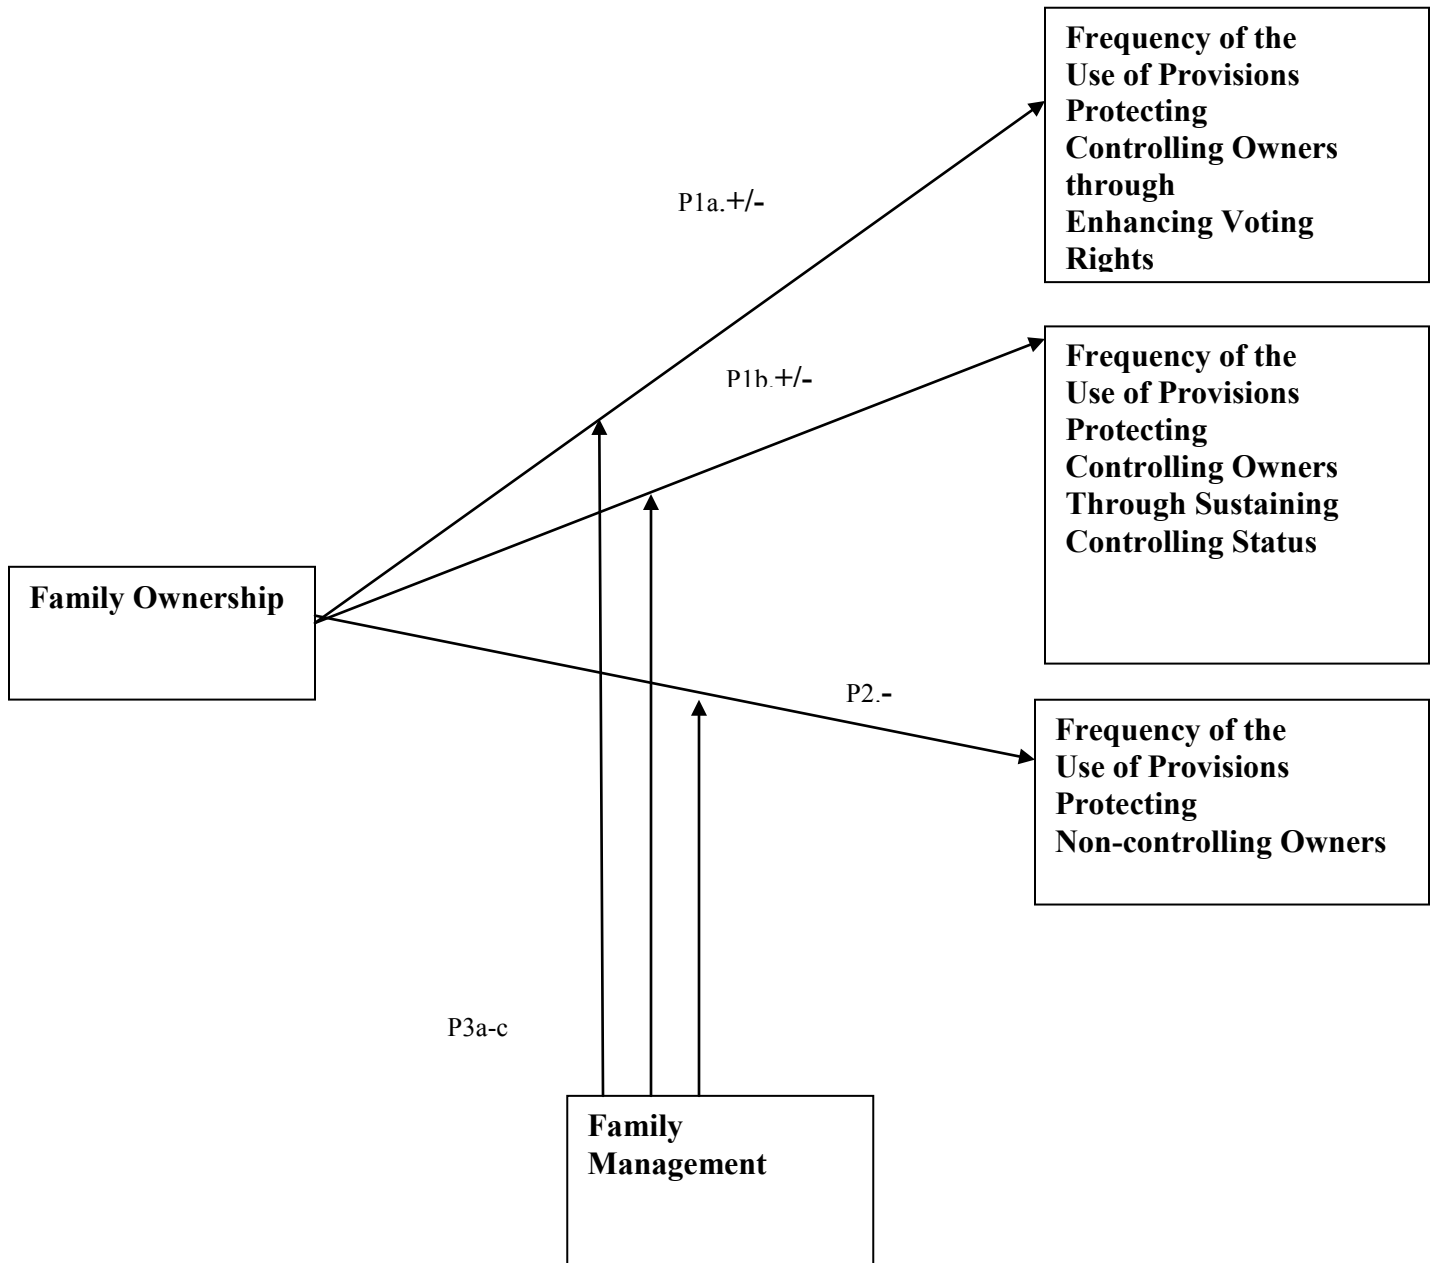 Frequency of the
Use of Provisions
Protecting
Controlling Owners
through
Enhancing Voting
Rights
P1a.+/-
Frequency of the
Use of Provisions
Protecting
Controlling Owners
Through Sustaining
Controlling Status
P1b.+/-
Family Ownership
P2.-
Frequency of the
Use of Provisions
Protecting
Non-controlling Owners
P3a-c
Family
Management